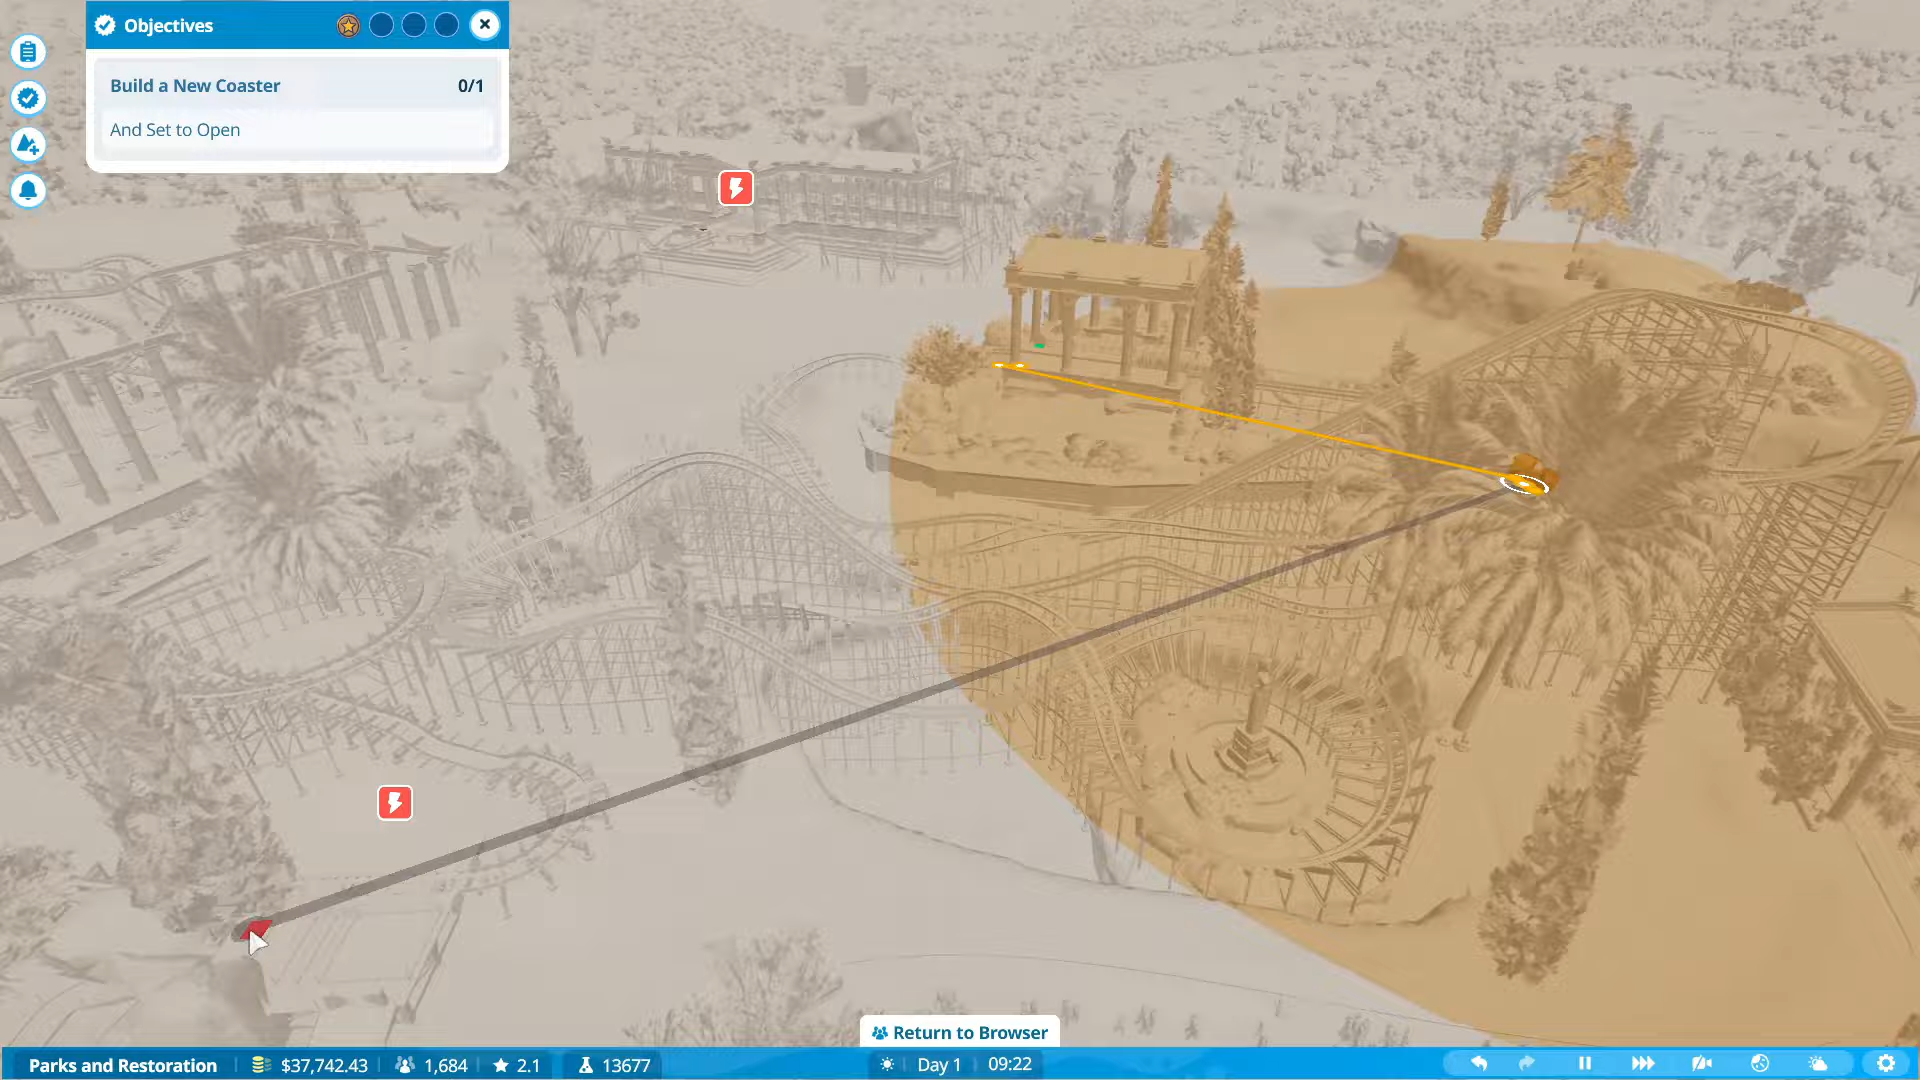 Objectives
Build a New Coaster 0/1
And Set to Open
Return to Browser
Parks and Restoration $37,742.43 1,684 2.1 13677 Day 1 09:22